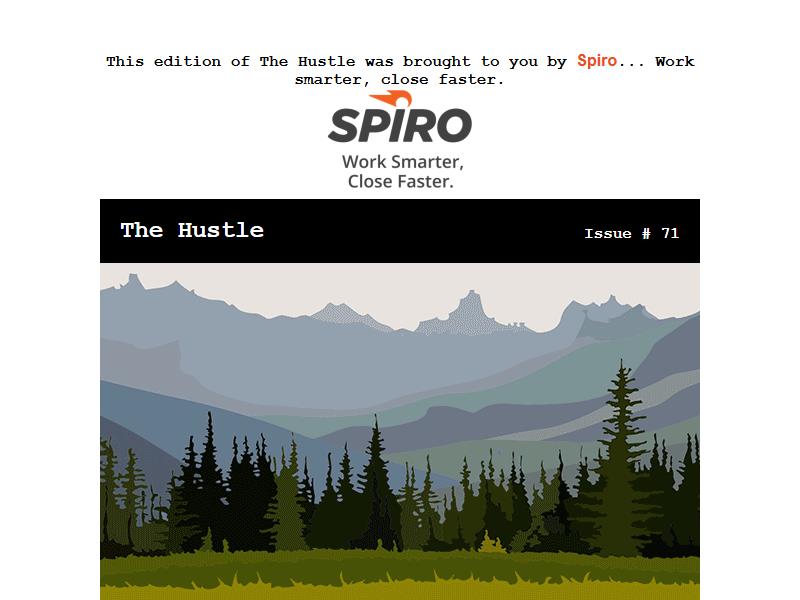 This edition of The Hustle was brought to you by Spiro... Work
smarter, close faster.
SPIRO
Work Smarter,
Close Faster.
The Hustle
Issue # 71